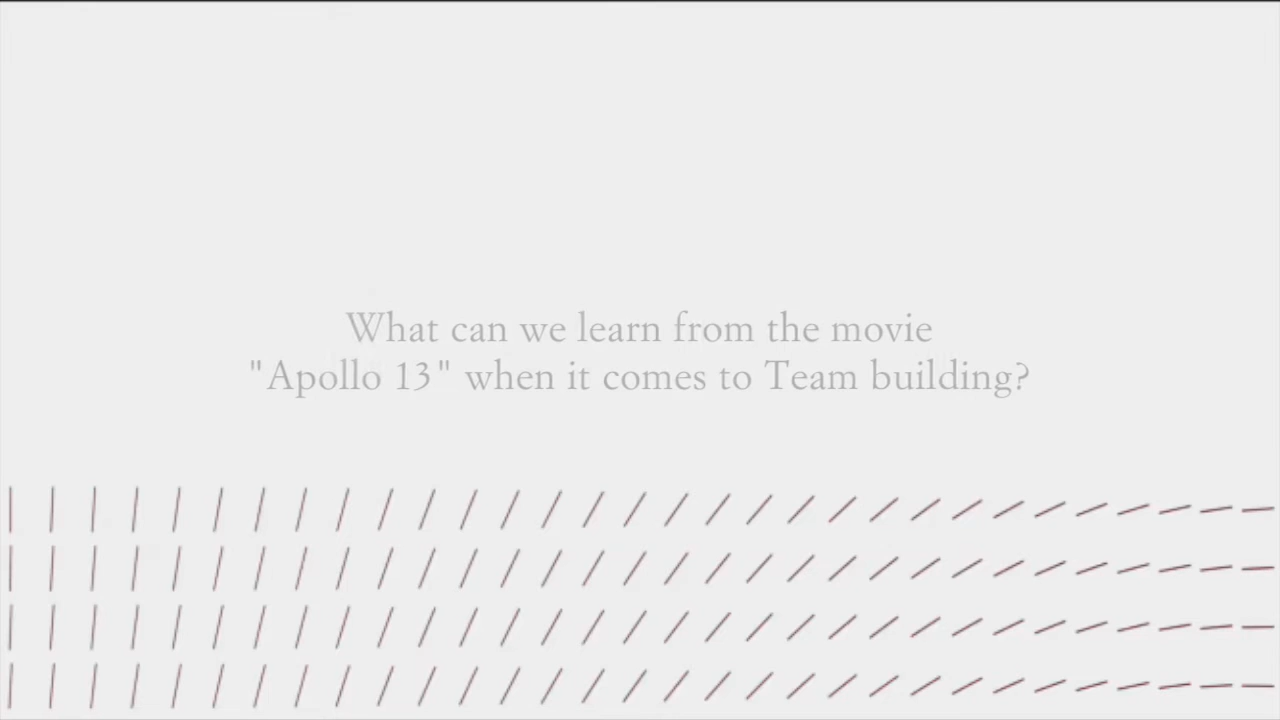 What can we learn from the movie
"Apollo 13" when it comes to Team building?